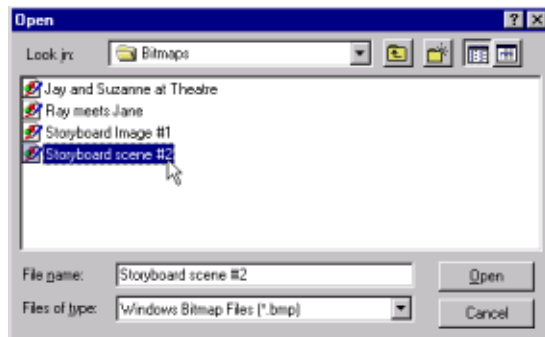 Open
Look in: Bitmaps
Jay and Suzanne at Theatre
Ray meets Jane
Storyboard Image #1
Storyboard scene #2
File name: Storyboard scene #2 Open
Files of type: Windows Bitmap Files (*.bmp) Cancel